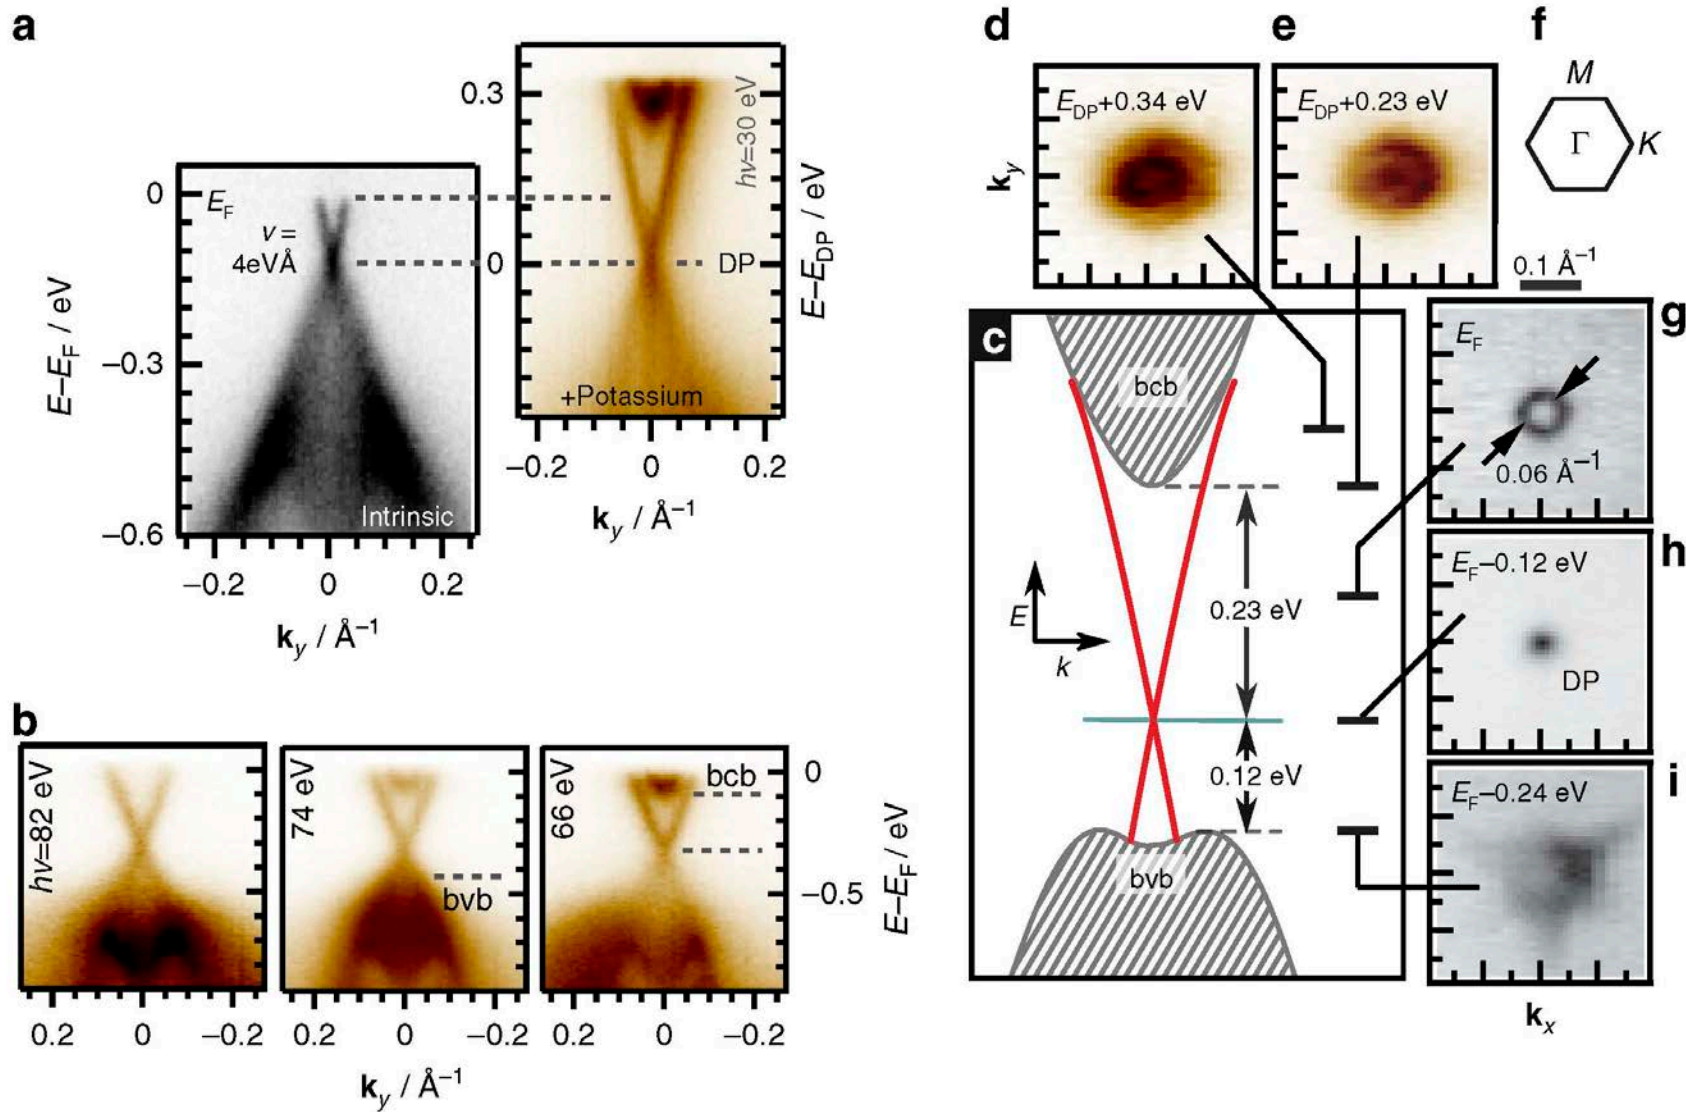 a
0
−0.3
−0.6
E−E_F / eV
E_F
v =
4eVÅ
Intrinsic
−0.2
0
0.2
k_y / Å⁻¹
0.3
0
hν=30 eV
DP
+Potassium
E−E_DP / eV
−0.2
0
0.2
k_y / Å⁻¹
b
hν=82 eV
74 eV
66 eV
bvb
bcb
0
−0.5
E−E_F / eV
0.2
0
−0.2
0.2
0
−0.2
0.2
0
−0.2
k_y / Å⁻¹
c
bcb
0.23 eV
E
k
0.12 eV
bvb
d
E_DP+0.34 eV
k_y
e
E_DP+0.23 eV
f
M
Γ
K
0.1 Å⁻¹
g
E_F
0.06 Å⁻¹
h
E_F−0.12 eV
DP
i
E_F−0.24 eV
k_x